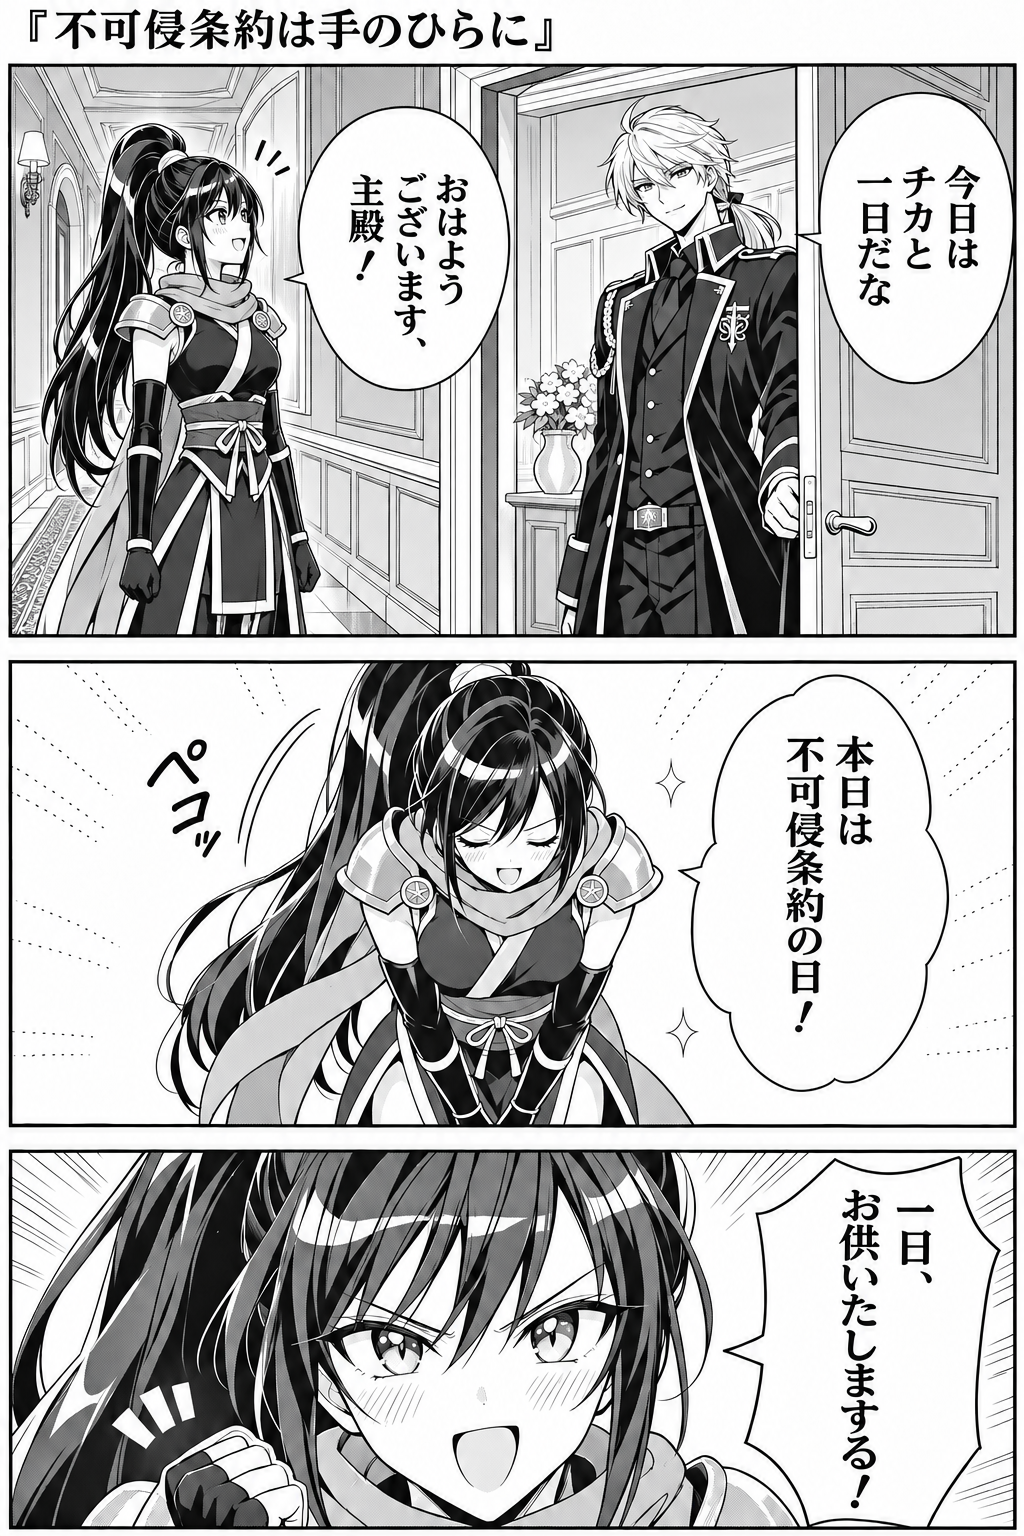 『不可侵条約は手のひらに』
今日は
チカと
一日だな
おはよう
ございます、
主殿！
本日は
不可侵条約の日！
ペコッ
一日、
お供いたしまする！